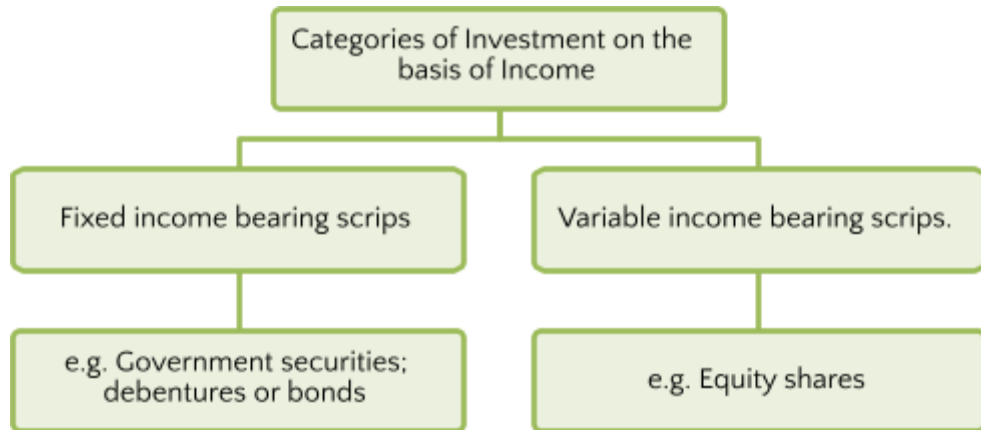 Categories of Investment on the
basis of Income
Fixed income bearing scrips
Variable income bearing scrips.
e.g. Government securities;
debentures or bonds
e.g. Equity shares